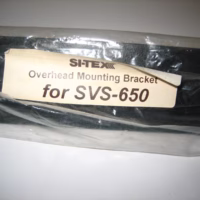 SI-TEX
Overhead Mounting Bracket
for SVS-650